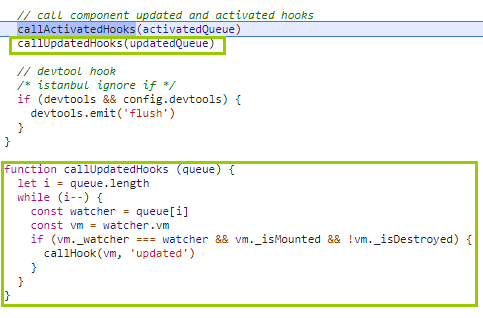 // call component updated and activated hooks
callActivatedHooks(activatedQueue)
callUpdatedHooks(updatedQueue)
// devtool hook
/* istanbul ignore if */
if (devtools && config.devtools) {
devtools.emit('flush')
}
}
function callUpdatedHooks (queue) {
let i = queue.length
while (i--) {
const watcher = queue[i]
const vm = watcher.vm
if (vm._watcher === watcher && vm._isMounted && !vm._isDestroyed) {
callHook(vm, 'updated')
}
}
}